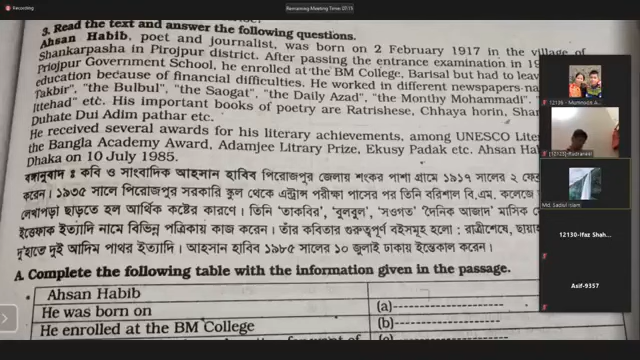 Recording
Remaining Meeting Time: 07:15
3. Read the text and answer the following questions.
Ahsan Habib, poet and journalist, was born on 2 February 1917 in the village of
Shankarpasha in Pirojpur district. After passing the entrance examination in 19
Priojpur Government School, he enrolled at the BM College, Barisal but had to leave
education because of financial difficulties. He worked in different newspapers na
Takbir", "the Bulbul", "the Saogat", "the Daily Azad", "the Monthy Mohammadi".
Ittehad" etc. His important books of poetry are Ratrishese, Chhaya horin, Shar
Duhate Dui Adim pathar etc.
He received several awards for his literary achievements, among UNESCO Liter
the Bangla Academy Award, Adamjee Litrary Prize, Ekusy Padak etc. Ahsan Hal
Dhaka on 10 July 1985.
বঙ্গানুবাদ : কবি ও সাংবাদিক আহসান হাবিব পিরোজপুর জেলায় শংকর পাশা গ্রামে ১৯১৭ সালের ২ ফেব্র
করেন। ১৯৩৫ সালে পিরোজপুর সরকারি স্কুল থেকে এন্ট্রান্স পরীক্ষা পাসের পর তিনি বরিশাল বি.এম. কলেজে
লেখাপড়া ছাড়তে হল আর্থিক কষ্টের কারণে। তিনি 'তাকবির', 'বুলবুল', 'সওগত' 'দৈনিক আজাদ' মাসিক
ইত্তেফাক ইত্যাদি নামে বিভিন্ন পত্রিকায় কাজ করেন। তাঁর কবিতার গুরুত্বপূর্ণ বইসমূহ হলো : রাত্রীশেষে, ছায়া
দু'হাতে দুই আদিম পাথর ইত্যাদি। আহসান হাবিব ১৯৮৫ সালের ১০ জুলাই ঢাকায় ইন্তেকাল করেন।
A. Complete the following table with the information given in the passage.
Ahsan Habib
He was born on (a)
He enrolled at the BM College (b)
(c)
Md. Sadiul Islam
12130-Ifaz Shah...
Asif-9357